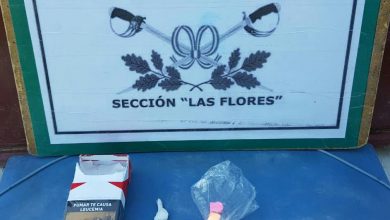 SECCIÓN "LAS FLORES"
FUMAR TE CAUSA
LEUCEMIA